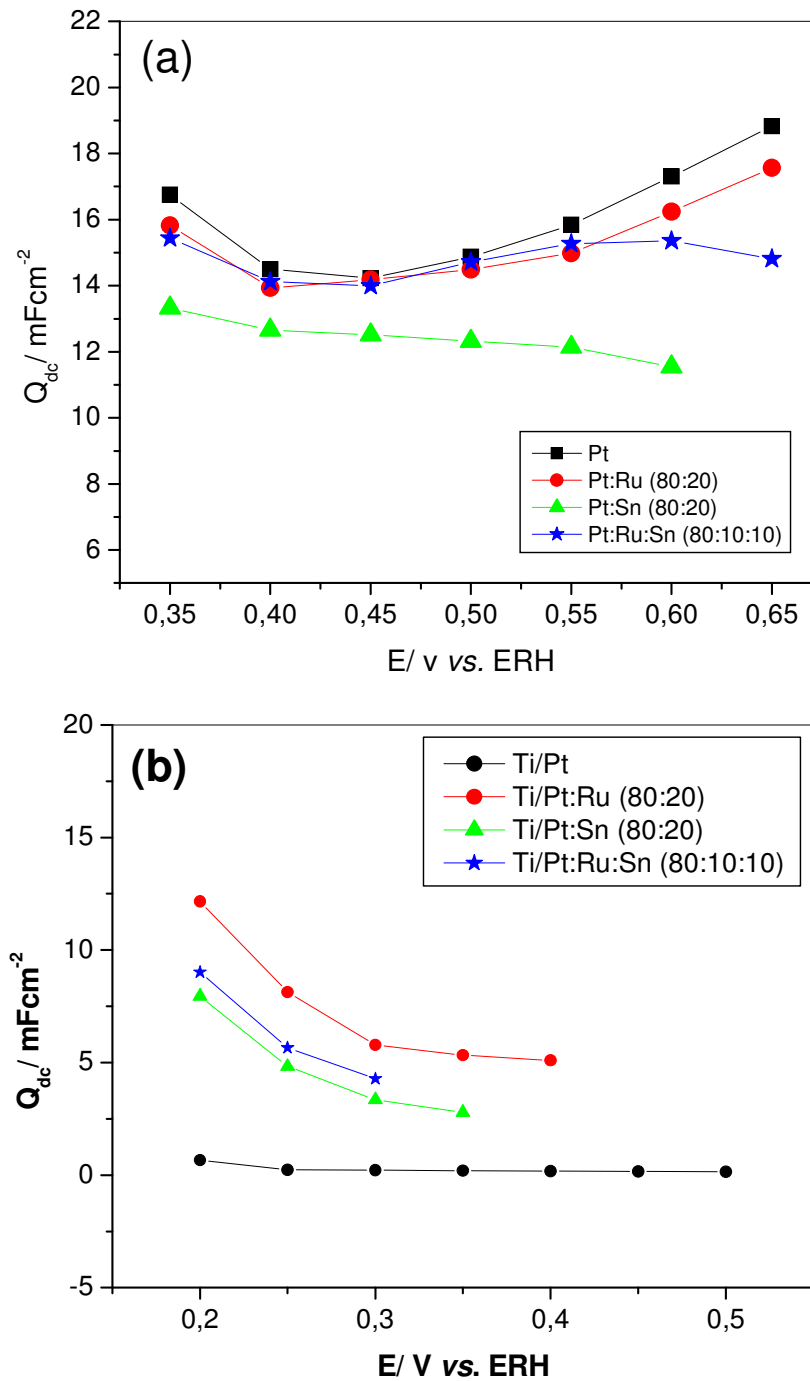 (a)
22
20
18
16
14
12
10
8
6
Q_dc/ mFcm^-2
Pt
Pt:Ru (80:20)
Pt:Sn (80:20)
Pt:Ru:Sn (80:10:10)
0,35 0,40 0,45 0,50 0,55 0,60 0,65
E/ v vs. ERH
(b)
20
15
10
5
0
-5
Q_dc/ mFcm^-2
Ti/Pt
Ti/Pt:Ru (80:20)
Ti/Pt:Sn (80:20)
Ti/Pt:Ru:Sn (80:10:10)
0,2 0,3 0,4 0,5
E/ V vs. ERH